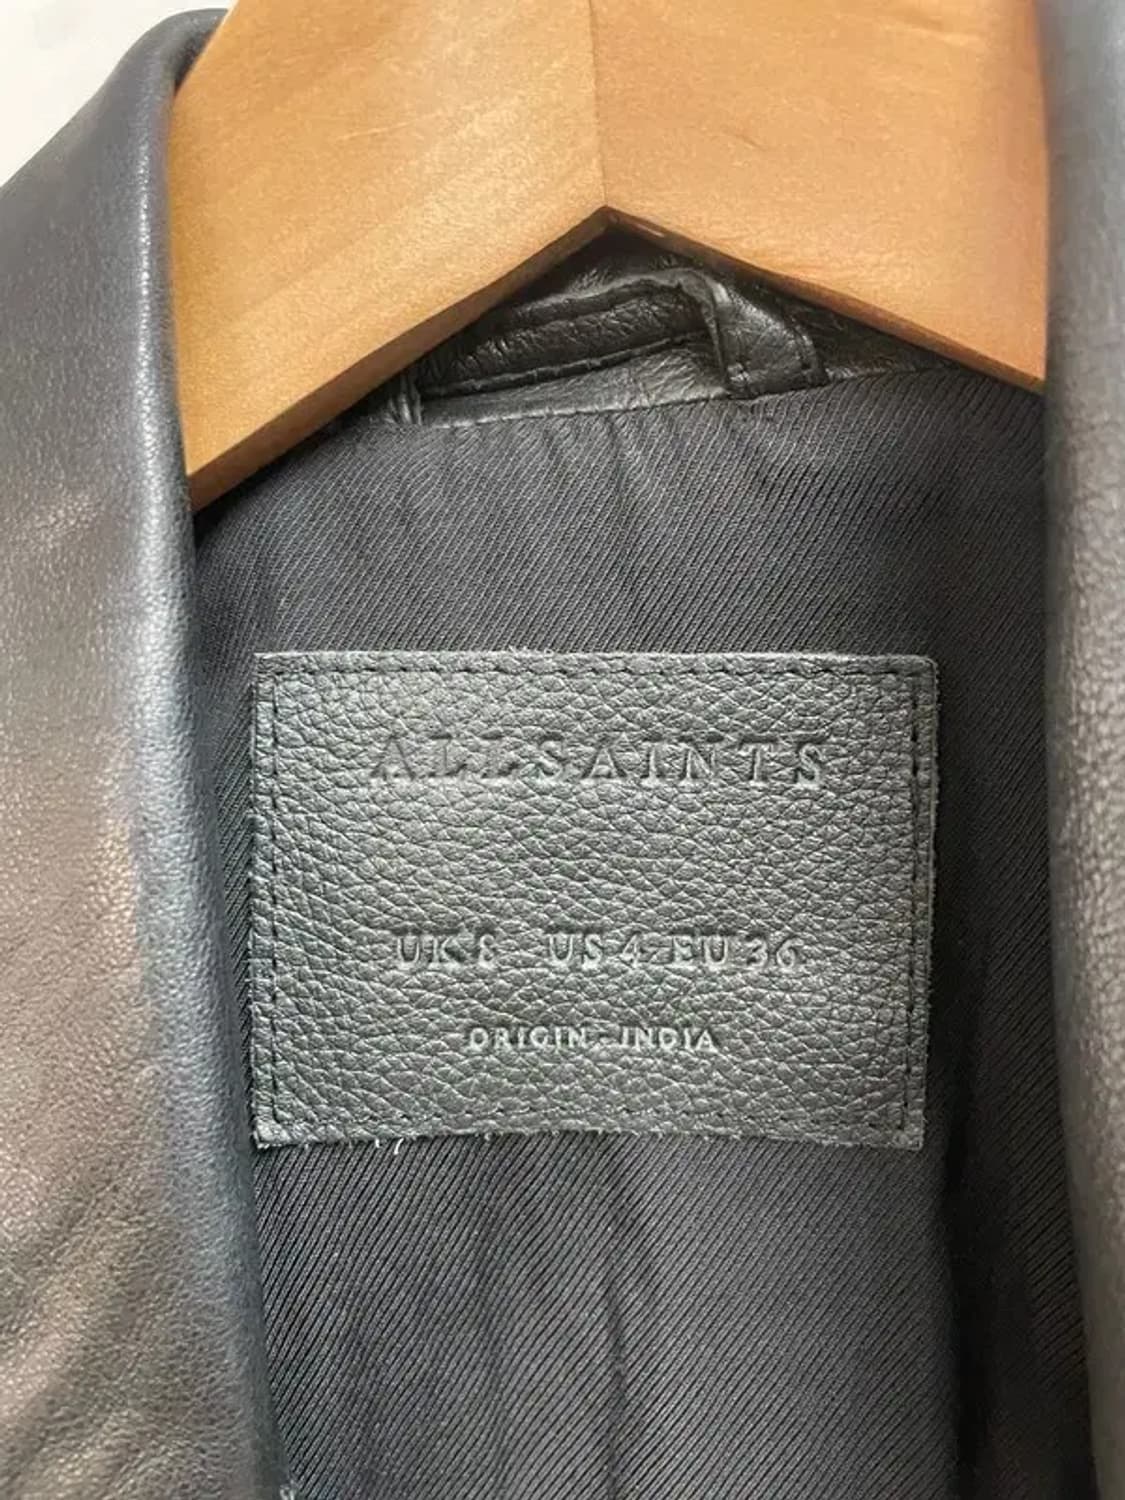 ALLSAINTS
UK 8 US 4 EU 36
ORIGIN: INDIA